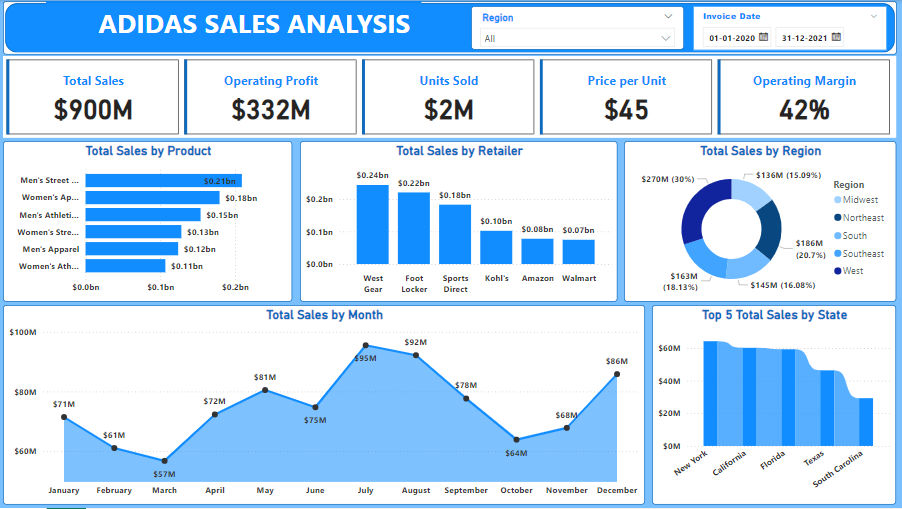 ADIDAS SALES ANALYSIS
Region
All
Invoice Date
01-01-2020
31-12-2021
Total Sales
$900M
Operating Profit
$332M
Units Sold
$2M
Price per Unit
$45
Operating Margin
42%
Total Sales by Product
Men's Street ...
$0.21bn
Women's Ap...
$0.18bn
Men's Athleti...
$0.15bn
Women's Stre...
$0.13bn
Men's Apparel
$0.12bn
Women's Ath...
$0.11bn
$0.0bn $0.1bn $0.2bn
Total Sales by Retailer
$0.2bn
$0.1bn
$0.0bn
$0.24bn
$0.22bn
$0.18bn
$0.10bn
$0.08bn
$0.07bn
West Gear
Foot Locker
Sports Direct
Kohl's
Amazon
Walmart
Total Sales by Region
$270M (30%)
$136M (15.09%)
$186M
(20.7%)
$145M (16.08%)
$163M
(18.13%)
Region
Midwest
Northeast
South
Southeast
West
Total Sales by Month
$100M
$80M
$60M
$71M
$61M
$57M
$72M
$81M
$75M
$95M
$92M
$78M
$64M
$68M
$86M
January February March April May June July August September October November December
Top 5 Total Sales by State
$60M
$40M
$20M
$0M
New York
California
Florida
Texas
South Carolina